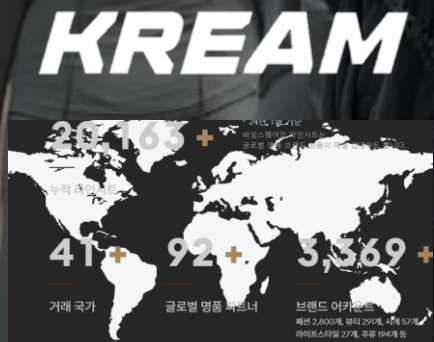 KREAM
20,163 +
누적 라인시트
41 +
거래 국가
92 +
글로벌 명품 파트너
3,369 +
브랜드 어카운트
패션 2,800개, 뷰티 291개, 시계 57개,
라이프스타일 27개, 주류 194개 등